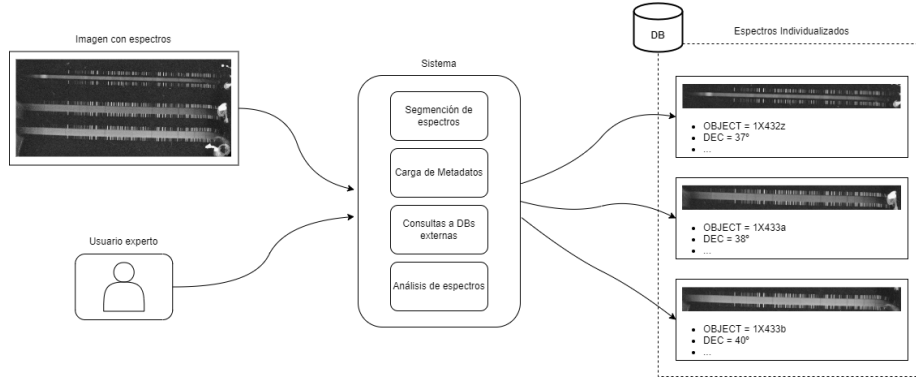 Imagen con espectros
Usuario experto
Sistema
Segmención de
espectros
Carga de Metadatos
Consultas a DBs
externas
Análisis de espectros
DB
Espectros Individualizados
• OBJECT = 1X432z
• DEC = 37º
• ...
• OBJECT = 1X433a
• DEC = 38º
• ...
• OBJECT = 1X433b
• DEC = 40º
• ...